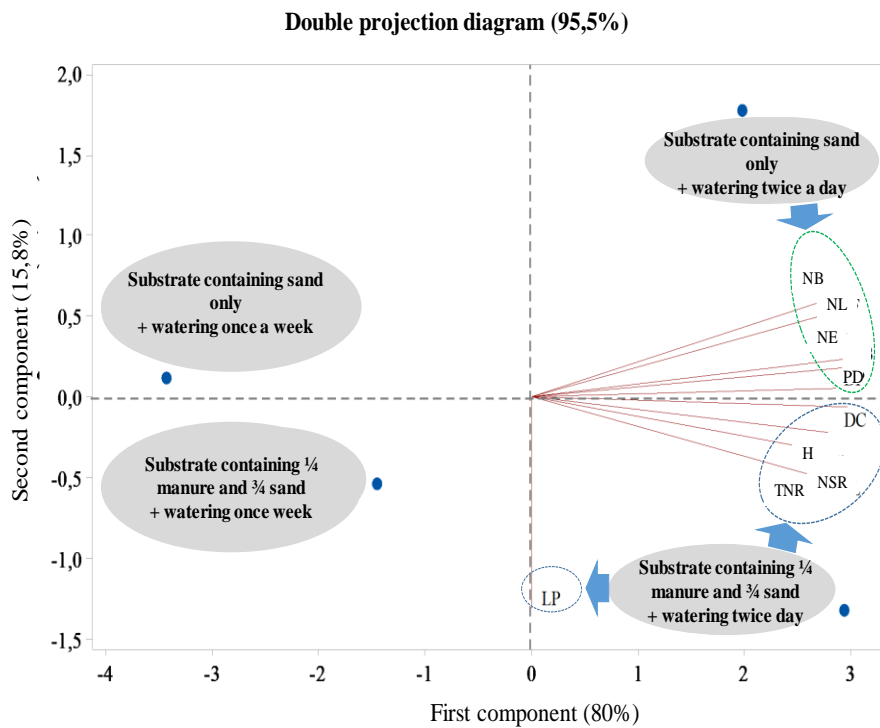 Double projection diagram (95,5%)
2,0
1,5
1,0
0,5
0,0
-0,5
-1,0
-1,5
Second component (15,8%)
Substrate containing sand
only
+ watering twice a day
Substrate containing sand
only
+ watering once a week
NB
NL
NE
PD
DC
H
TNR
NSR
Substrate containing ¼
manure and ¾ sand
+ watering once week
LP
Substrate containing ¼
manure and ¾ sand
+ watering twice day
-4
-3
-2
-1
0
1
2
3
First component (80%)